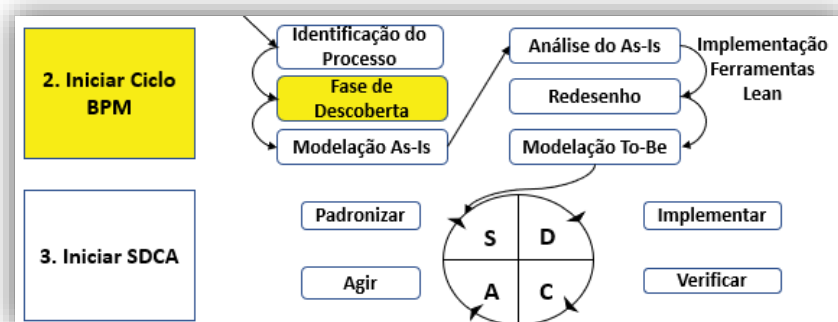 2. Iniciar Ciclo
BPM
Identificação do
Processo
Fase de
Descoberta
Modelação As-Is
Análise do As-Is
Redesenho
Modelação To-Be
Implementação
Ferramentas
Lean
3. Iniciar SDCA
Padronizar
Agir
S
D
A
C
Implementar
Verificar